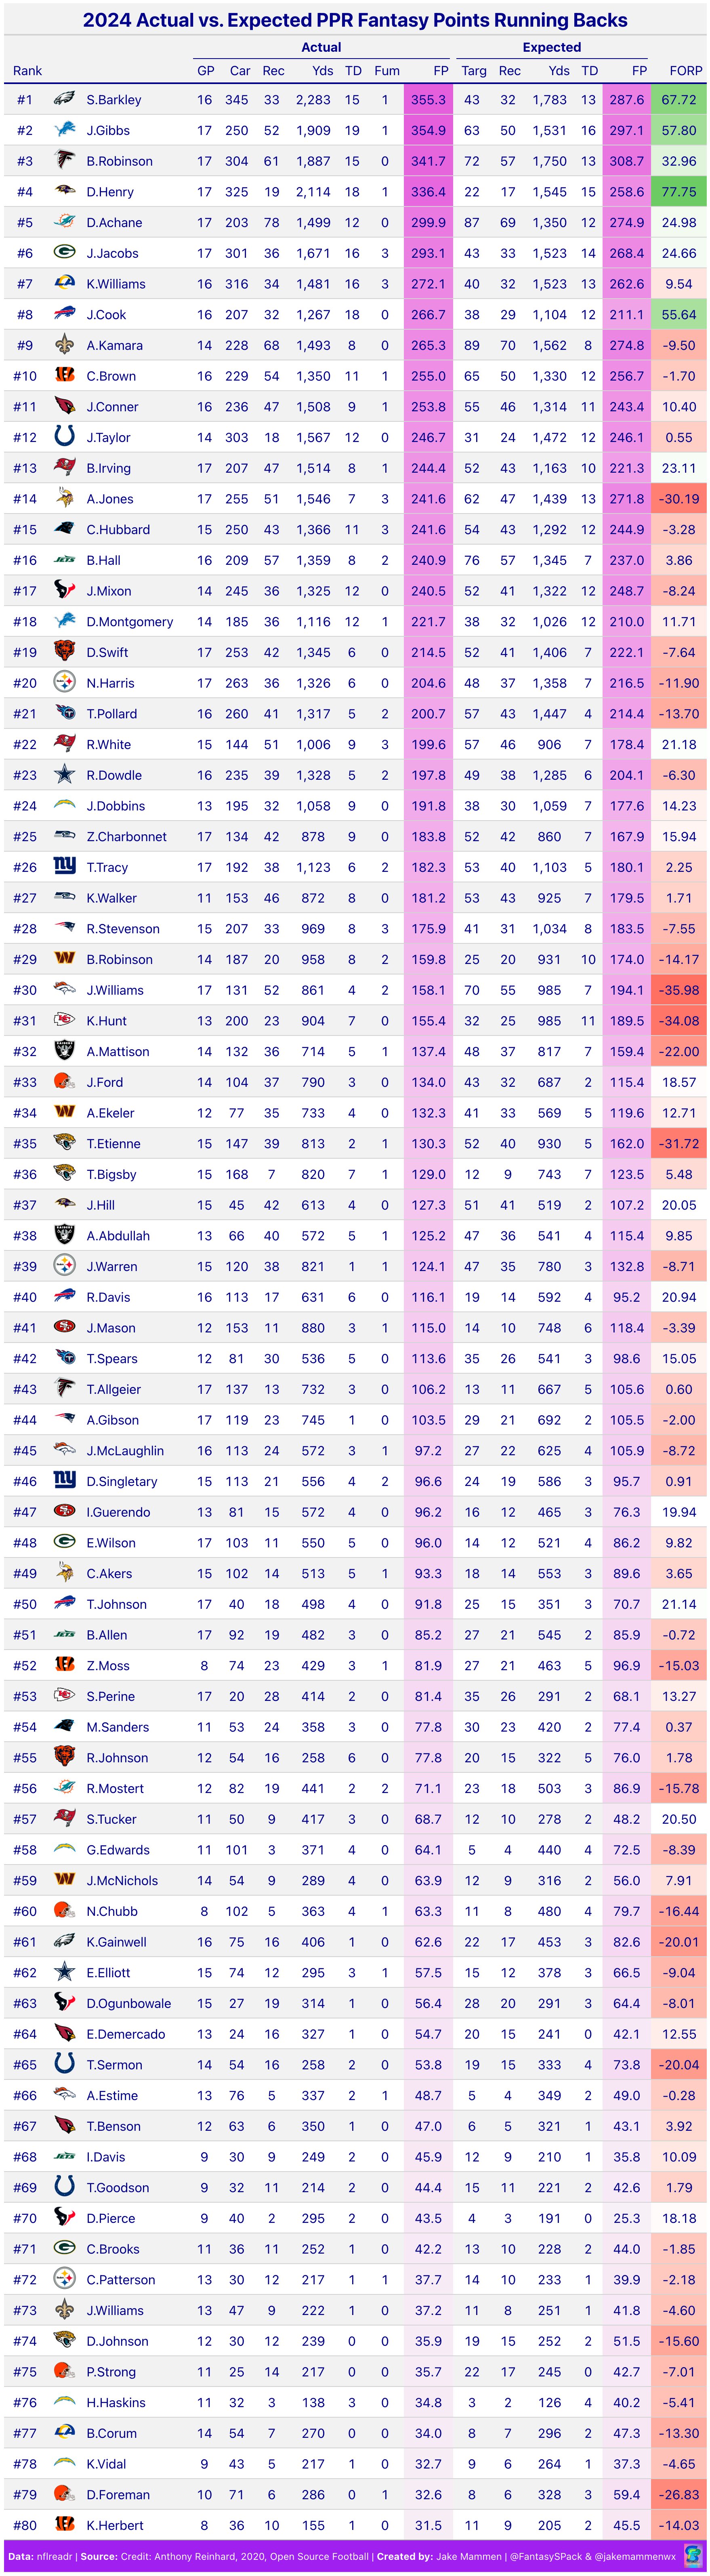 2024 Actual vs. Expected PPR Fantasy Points Running Backs
Actual Expected
Rank GP Car Rec Yds TD Fum FP Targ Rec Yds TD FP FORP
#1 S.Barkley 16 345 33 2,283 15 1 355.3 43 32 1,783 13 287.6 67.72
#2 J.Gibbs 17 250 52 1,909 19 1 354.9 63 50 1,531 16 297.1 57.80
#3 B.Robinson 17 304 61 1,887 15 0 341.7 72 57 1,750 13 308.7 32.96
#4 D.Henry 17 325 19 2,114 18 1 336.4 22 17 1,545 15 258.6 77.75
#5 D.Achane 17 203 78 1,499 12 0 299.9 87 69 1,350 12 274.9 24.98
#6 J.Jacobs 17 301 36 1,671 16 3 293.1 43 33 1,523 14 268.4 24.66
#7 K.Williams 16 316 34 1,481 16 3 272.1 40 32 1,523 13 262.6 9.54
#8 J.Cook 16 207 32 1,267 18 0 266.7 38 29 1,104 12 211.1 55.64
#9 A.Kamara 14 228 68 1,493 8 0 265.3 89 70 1,562 8 274.8 -9.50
#10 C.Brown 16 229 54 1,350 11 1 255.0 65 50 1,330 12 256.7 -1.70
#11 J.Conner 16 236 47 1,508 9 1 253.8 55 46 1,314 11 243.4 10.40
#12 J.Taylor 14 303 18 1,567 12 0 246.7 31 24 1,472 12 246.1 0.55
#13 B.Irving 17 207 47 1,514 8 1 244.4 52 43 1,163 10 221.3 23.11
#14 A.Jones 17 255 51 1,546 7 3 241.6 62 47 1,439 13 271.8 -30.19
#15 C.Hubbard 15 250 43 1,366 11 3 241.6 54 43 1,292 12 244.9 -3.28
#16 B.Hall 16 209 57 1,359 8 2 240.9 76 57 1,345 7 237.0 3.86
#17 J.Mixon 14 245 36 1,325 12 0 240.5 52 41 1,322 12 248.7 -8.24
#18 D.Montgomery 14 185 36 1,116 12 1 221.7 38 32 1,026 12 210.0 11.71
#19 D.Swift 17 253 42 1,345 6 0 214.5 52 41 1,406 7 222.1 -7.64
#20 N.Harris 17 263 36 1,326 6 0 204.6 48 37 1,358 7 216.5 -11.90
#21 T.Pollard 16 260 41 1,317 5 2 200.7 57 43 1,447 4 214.4 -13.70
#22 R.White 15 144 51 1,006 9 3 199.6 57 46 906 7 178.4 21.18
#23 R.Dowdle 16 235 39 1,328 5 2 197.8 49 38 1,285 6 204.1 -6.30
#24 J.Dobbins 13 195 32 1,058 9 0 191.8 38 30 1,059 7 177.6 14.23
#25 Z.Charbonnet 17 134 42 878 9 0 183.8 52 42 860 7 167.9 15.94
#26 T.Tracy 17 192 38 1,123 6 2 182.3 53 40 1,103 5 180.1 2.25
#27 K.Walker 11 153 46 872 8 0 181.2 53 43 925 7 179.5 1.71
#28 R.Stevenson 15 207 33 969 8 3 175.9 41 31 1,034 8 183.5 -7.55
#29 B.Robinson 14 187 20 958 8 2 159.8 25 20 931 10 174.0 -14.17
#30 J.Williams 17 131 52 861 4 2 158.1 70 55 985 7 194.1 -35.98
#31 K.Hunt 13 200 23 904 7 0 155.4 32 25 985 11 189.5 -34.08
#32 A.Mattison 14 132 36 714 5 1 137.4 48 37 817 7 159.4 -22.00
#33 J.Ford 14 104 37 790 3 0 134.0 43 32 687 2 115.4 18.57
#34 A.Ekeler 12 77 35 733 4 0 132.3 41 33 569 5 119.6 12.71
#35 T.Etienne 15 147 39 813 2 1 130.3 52 40 930 5 162.0 -31.72
#36 T.Bigsby 15 168 7 820 7 1 129.0 12 9 743 7 123.5 5.48
#37 J.Hill 15 45 42 613 4 0 127.3 51 41 519 2 107.2 20.05
#38 A.Abdullah 13 66 40 572 5 1 125.2 47 36 541 4 115.4 9.85
#39 J.Warren 15 120 38 821 1 1 124.1 47 35 780 3 132.8 -8.71
#40 R.Davis 16 113 17 631 6 0 116.1 19 14 592 4 95.2 20.94
#41 J.Mason 12 153 11 880 3 1 115.0 14 10 748 6 118.4 -3.39
#42 T.Spears 12 81 30 536 5 0 113.6 35 26 541 3 98.6 15.05
#43 T.Allgeier 17 137 13 732 3 0 106.2 13 11 667 5 105.6 0.60
#44 A.Gibson 17 119 23 745 1 0 103.5 29 21 692 2 105.5 -2.00
#45 J.McLaughlin 16 113 24 572 3 1 97.2 27 22 625 4 105.9 -8.72
#46 D.Singletary 15 113 21 556 4 2 96.6 24 19 586 3 95.7 0.91
#47 I.Guerendo 13 81 15 572 4 0 96.2 16 12 465 3 76.3 19.94
#48 E.Wilson 17 103 11 550 5 0 96.0 14 12 521 4 86.2 9.82
#49 C.Akers 15 102 14 513 5 1 93.3 18 14 553 3 89.6 3.65
#50 T.Johnson 17 40 18 498 4 0 91.8 25 15 351 3 70.7 21.14
#51 B.Allen 17 92 19 482 3 0 85.2 27 21 545 2 85.9 -0.72
#52 Z.Moss 8 74 23 429 3 1 81.9 27 21 463 5 96.9 -15.03
#53 S.Perine 17 20 28 414 2 0 81.4 35 26 291 2 68.1 13.27
#54 M.Sanders 11 53 24 358 3 0 77.8 30 23 420 2 77.4 0.37
#55 R.Johnson 12 54 16 258 6 0 77.8 20 15 322 5 76.0 1.78
#56 R.Mostert 12 82 19 441 2 2 71.1 23 18 503 3 86.9 -15.78
#57 S.Tucker 11 50 9 417 3 0 68.7 12 10 278 2 48.2 20.50
#58 G.Edwards 11 101 3 371 4 0 64.1 5 4 440 4 72.5 -8.39
#59 J.McNichols 14 54 9 289 4 0 63.9 12 9 316 2 56.0 7.91
#60 N.Chubb 8 102 5 363 4 1 63.3 11 8 480 4 79.7 -16.44
#61 K.Gainwell 16 75 16 406 1 0 62.6 22 17 453 3 82.6 -20.01
#62 E.Elliott 15 74 12 295 3 1 57.5 15 12 378 3 66.5 -9.04
#63 D.Ogunbowale 15 27 19 314 1 0 56.4 28 20 291 3 64.4 -8.01
#64 E.Demercado 13 24 16 327 1 0 54.7 20 15 241 0 42.1 12.55
#65 T.Sermon 14 54 16 258 2 0 53.8 19 15 333 4 73.8 -20.04
#66 A.Estime 13 76 5 337 2 1 48.7 5 4 349 2 49.0 -0.28
#67 T.Benson 12 63 6 350 1 0 47.0 6 5 321 1 43.1 3.92
#68 I.Davis 9 30 9 249 2 0 45.9 12 9 210 1 35.8 10.09
#69 T.Goodson 9 32 11 214 2 0 44.4 15 11 221 2 42.6 1.79
#70 D.Pierce 9 40 2 295 2 0 43.5 4 3 191 0 25.3 18.18
#71 C.Brooks 11 36 11 252 1 0 42.2 13 10 228 2 44.0 -1.85
#72 C.Patterson 13 30 12 217 1 1 37.7 14 10 233 1 39.9 -2.18
#73 J.Williams 13 47 9 222 1 0 37.2 11 8 251 1 41.8 -4.60
#74 D.Johnson 12 30 12 239 0 0 35.9 19 15 252 2 51.5 -15.60
#75 P.Strong 11 25 14 217 0 0 35.7 22 17 245 0 42.7 -7.01
#76 H.Haskins 11 32 3 138 3 0 34.8 3 2 126 4 40.2 -5.41
#77 B.Corum 14 54 7 270 0 0 34.0 8 7 296 2 47.3 -13.30
#78 K.Vidal 9 43 5 217 1 0 32.7 9 6 264 1 37.3 -4.65
#79 D.Foreman 10 71 6 286 0 1 32.6 8 6 328 3 59.4 -26.83
#80 K.Herbert 8 36 10 155 1 0 31.5 11 9 205 2 45.5 -14.03
Data: nflreadr | Source: Credit: Anthony Reinhard, 2020, Open Source Football | Created by: Jake Mammen | @FantasySPack & @jakemammenwx